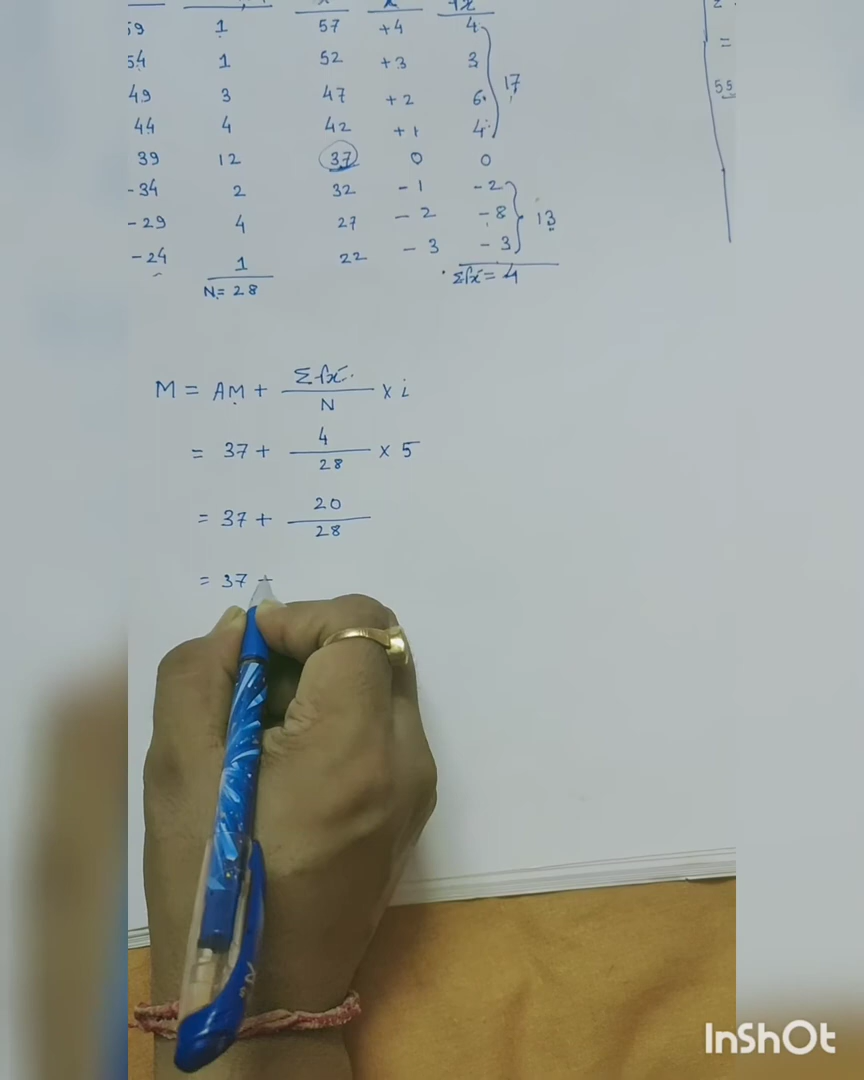 59 1 57 +4 4
54 1 52 +3 3
49 3 47 +2 6 17
44 4 42 +1 4
39 12 37 0 0
-34 2 32 -1 -2
-29 4 27 -2 -8 13
-24 1 22 -3 -3
N= 28 Σfx' = 4
=
55
M = AM + Σfx' / N x i
= 37 + 4 / 28 x 5
= 37 + 20 / 28
= 37 +
InShOt